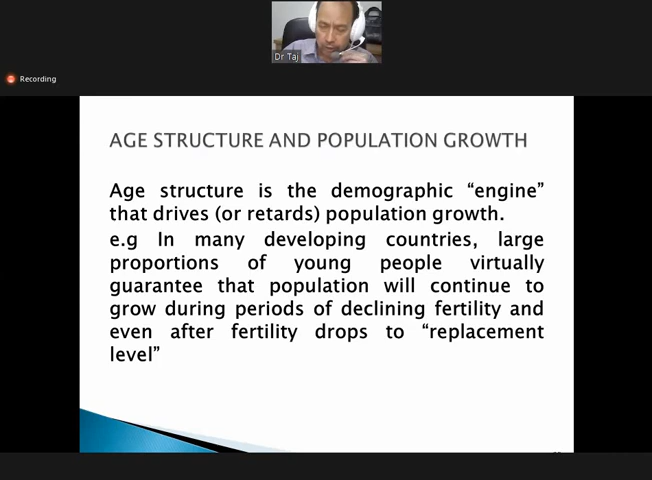 Dr Taj
Recording
AGE STRUCTURE AND POPULATION GROWTH
Age structure is the demographic “engine”
that drives (or retards) population growth.
e.g In many developing countries, large
proportions of young people virtually
guarantee that population will continue to
grow during periods of declining fertility and
even after fertility drops to “replacement
level”